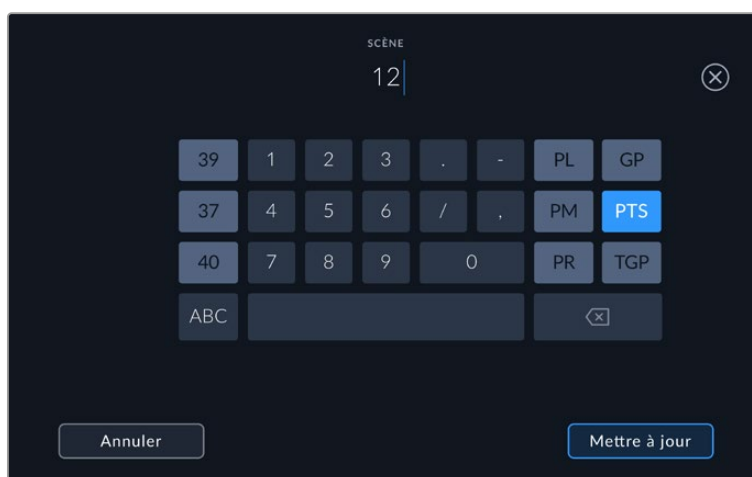 SCÈNE
12
39 1 2 3 . - PL GP
37 4 5 6 / , PM PTS
40 7 8 9 0 PR TGP
ABC
Annuler Mettre à jour